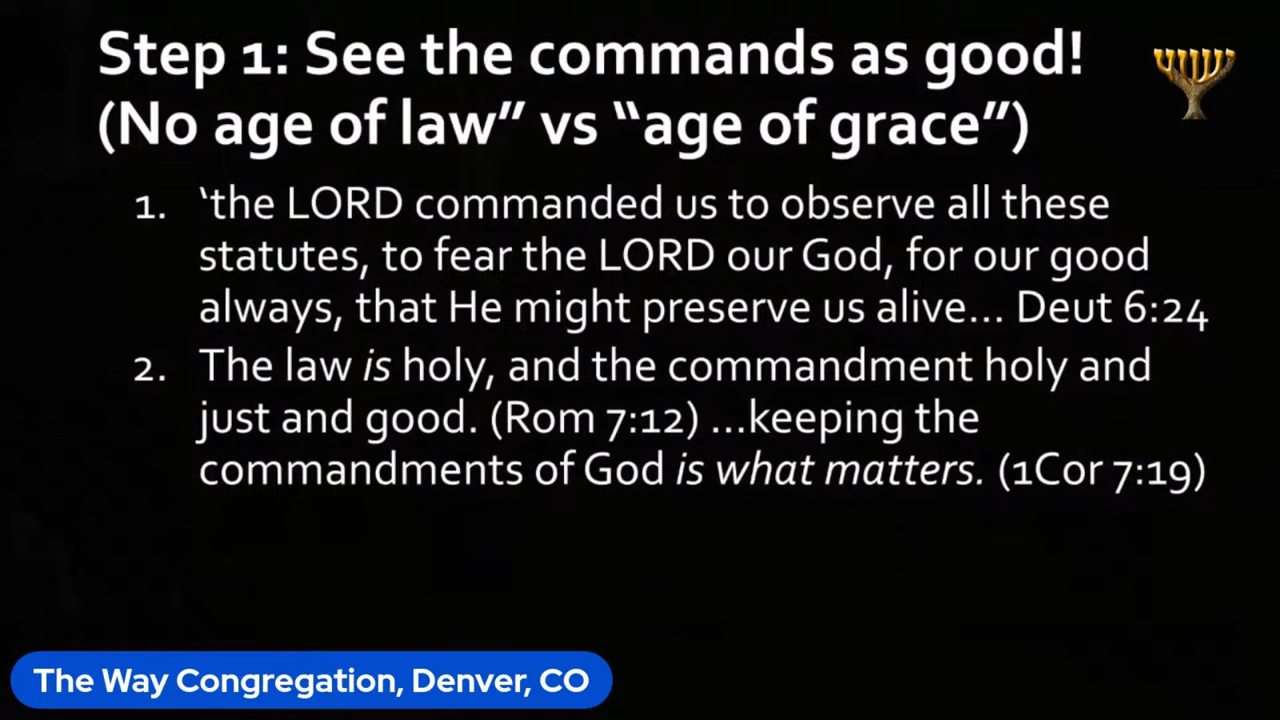 Step 1: See the commands as good!
(No age of law” vs “age of grace”)
1. ‘the LORD commanded us to observe all these
statutes, to fear the LORD our God, for our good
always, that He might preserve us alive… Deut 6:24
2. The law is holy, and the commandment holy and
just and good. (Rom 7:12) …keeping the
commandments of God is what matters. (1Cor 7:19)
The Way Congregation, Denver, CO